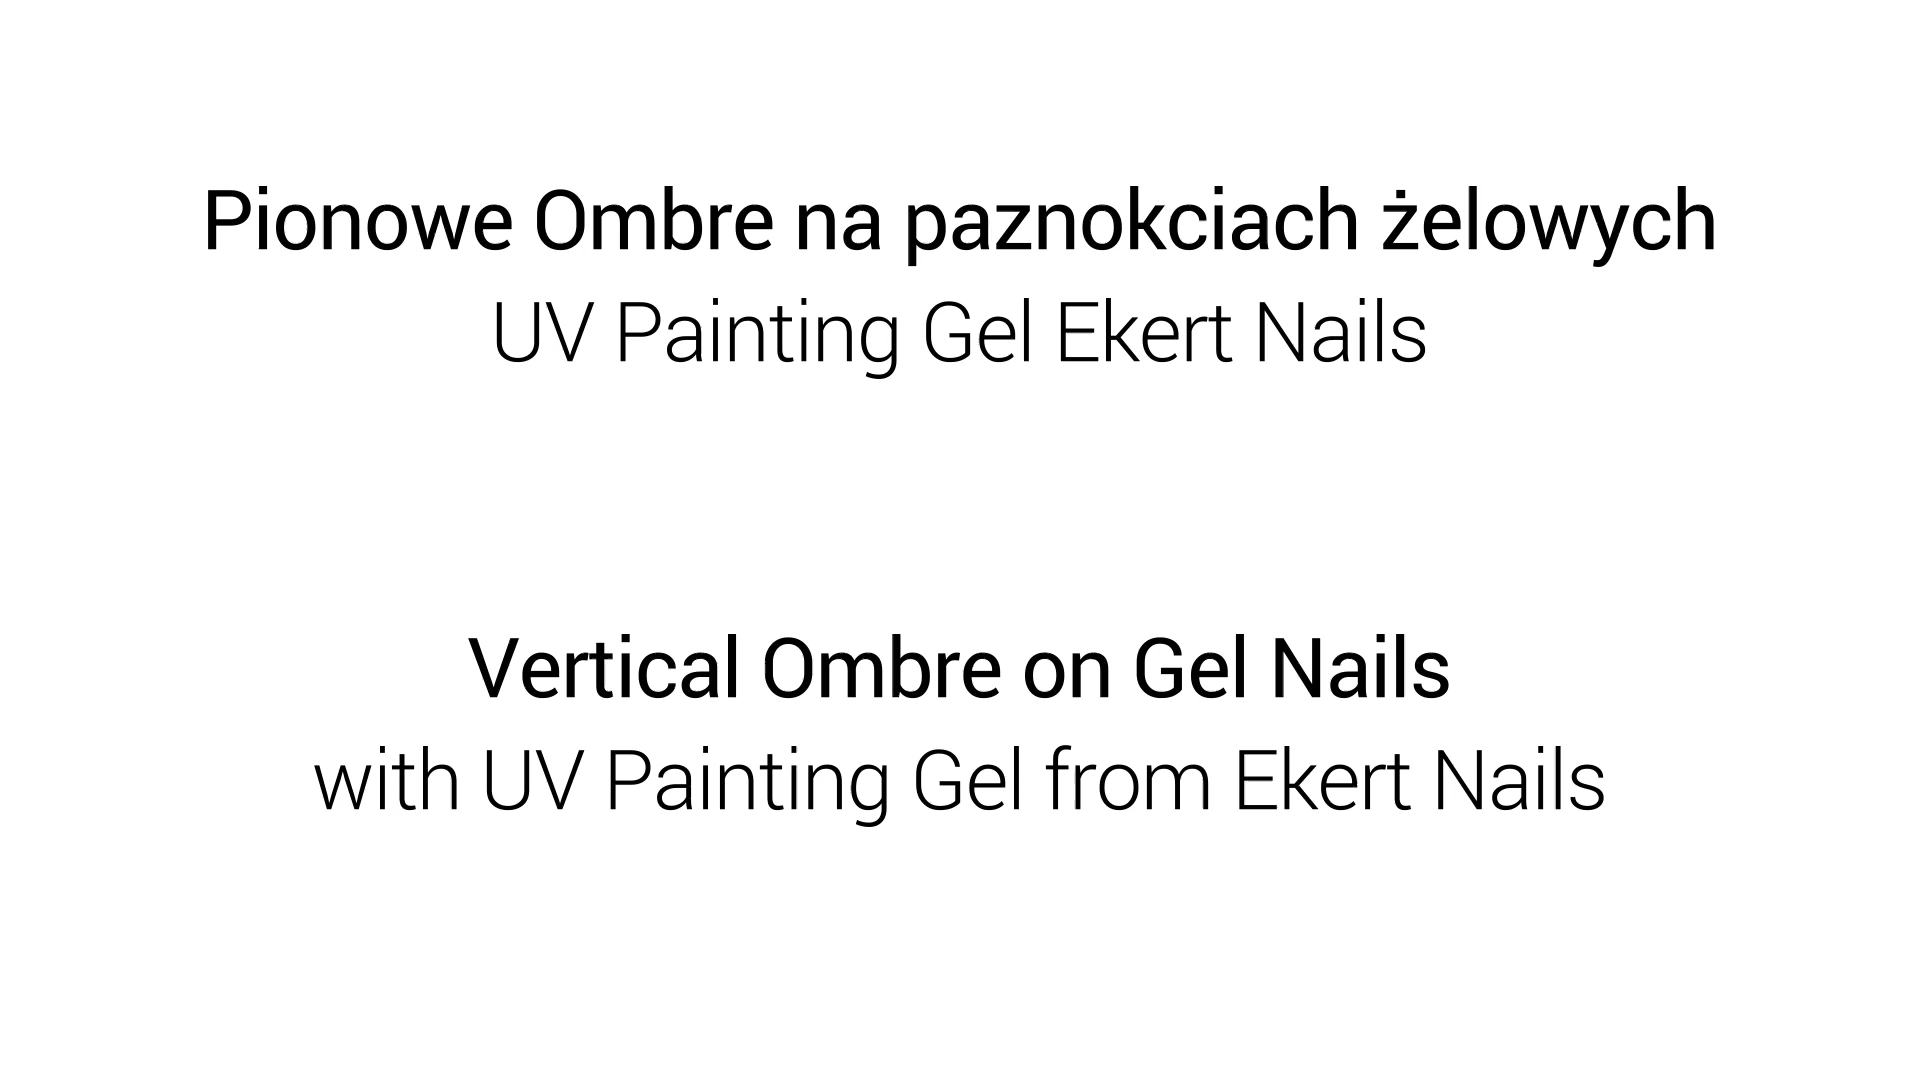 Pionowe Ombre na paznokciach żelowych
UV Painting Gel Ekert Nails
Vertical Ombre on Gel Nails
with UV Painting Gel from Ekert Nails